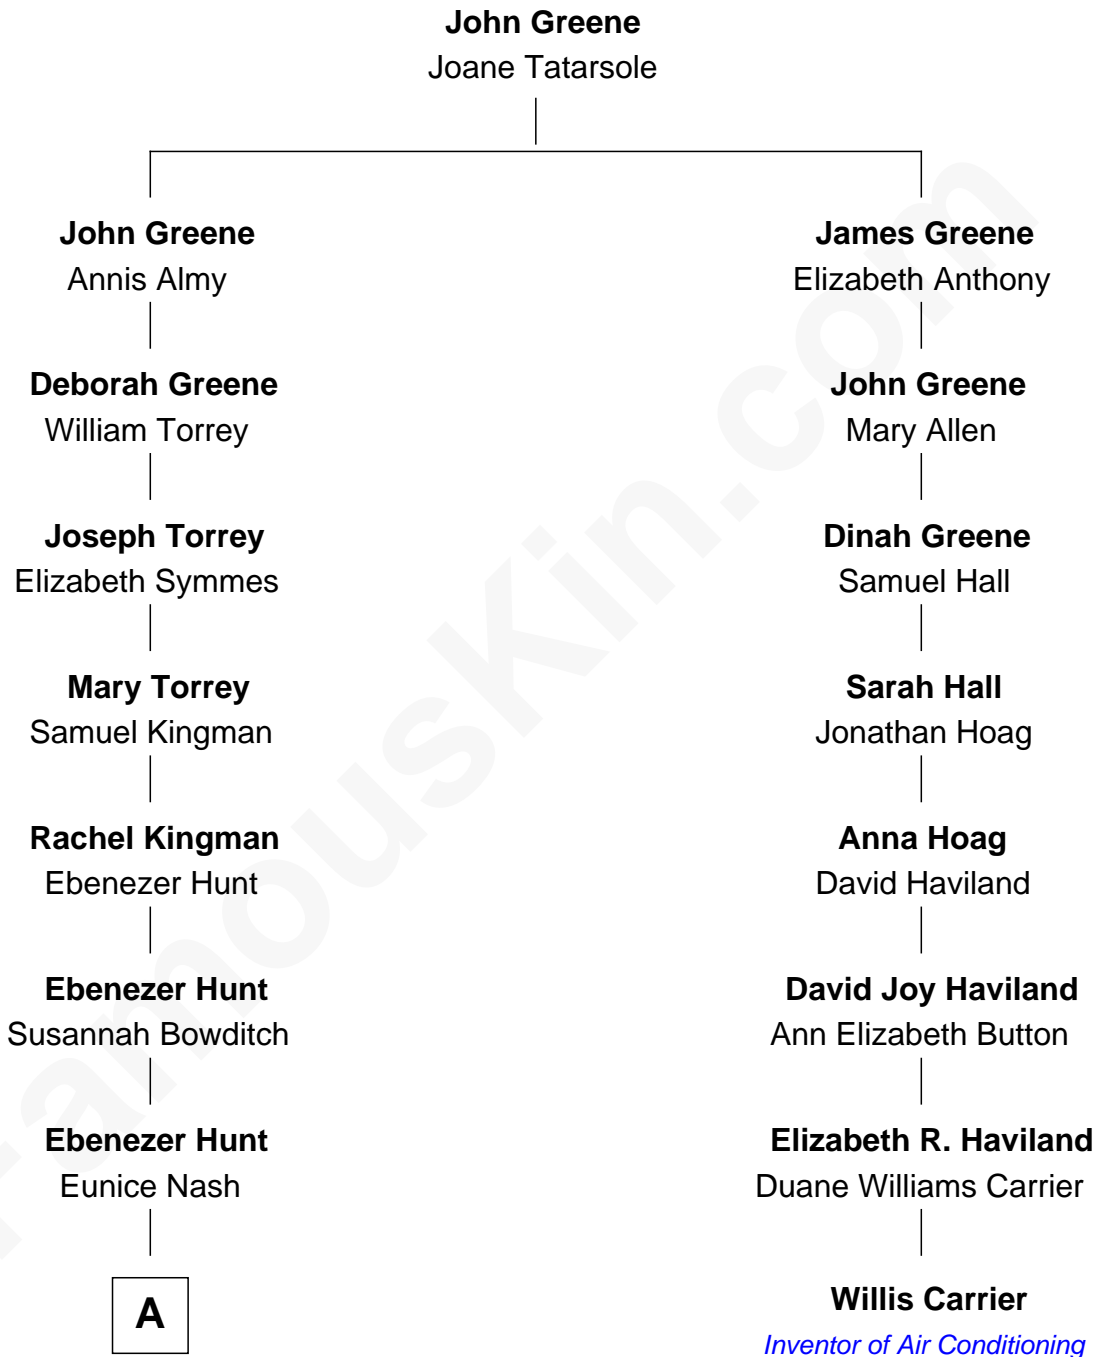 John Greene
Joane Tatarsole
John Greene
Annis Almy
Deborah Greene
William Torrey
Joseph Torrey
Elizabeth Symmes
Mary Torrey
Samuel Kingman
Rachel Kingman
Ebenezer Hunt
Ebenezer Hunt
Susannah Bowditch
Ebenezer Hunt
Eunice Nash
A
James Greene
Elizabeth Anthony
John Greene
Mary Allen
Dinah Greene
Samuel Hall
Sarah Hall
Jonathan Hoag
Anna Hoag
David Haviland
David Joy Haviland
Ann Elizabeth Button
Elizabeth R. Haviland
Duane Williams Carrier
Willis Carrier
Inventor of Air Conditioning
FamousKin.com